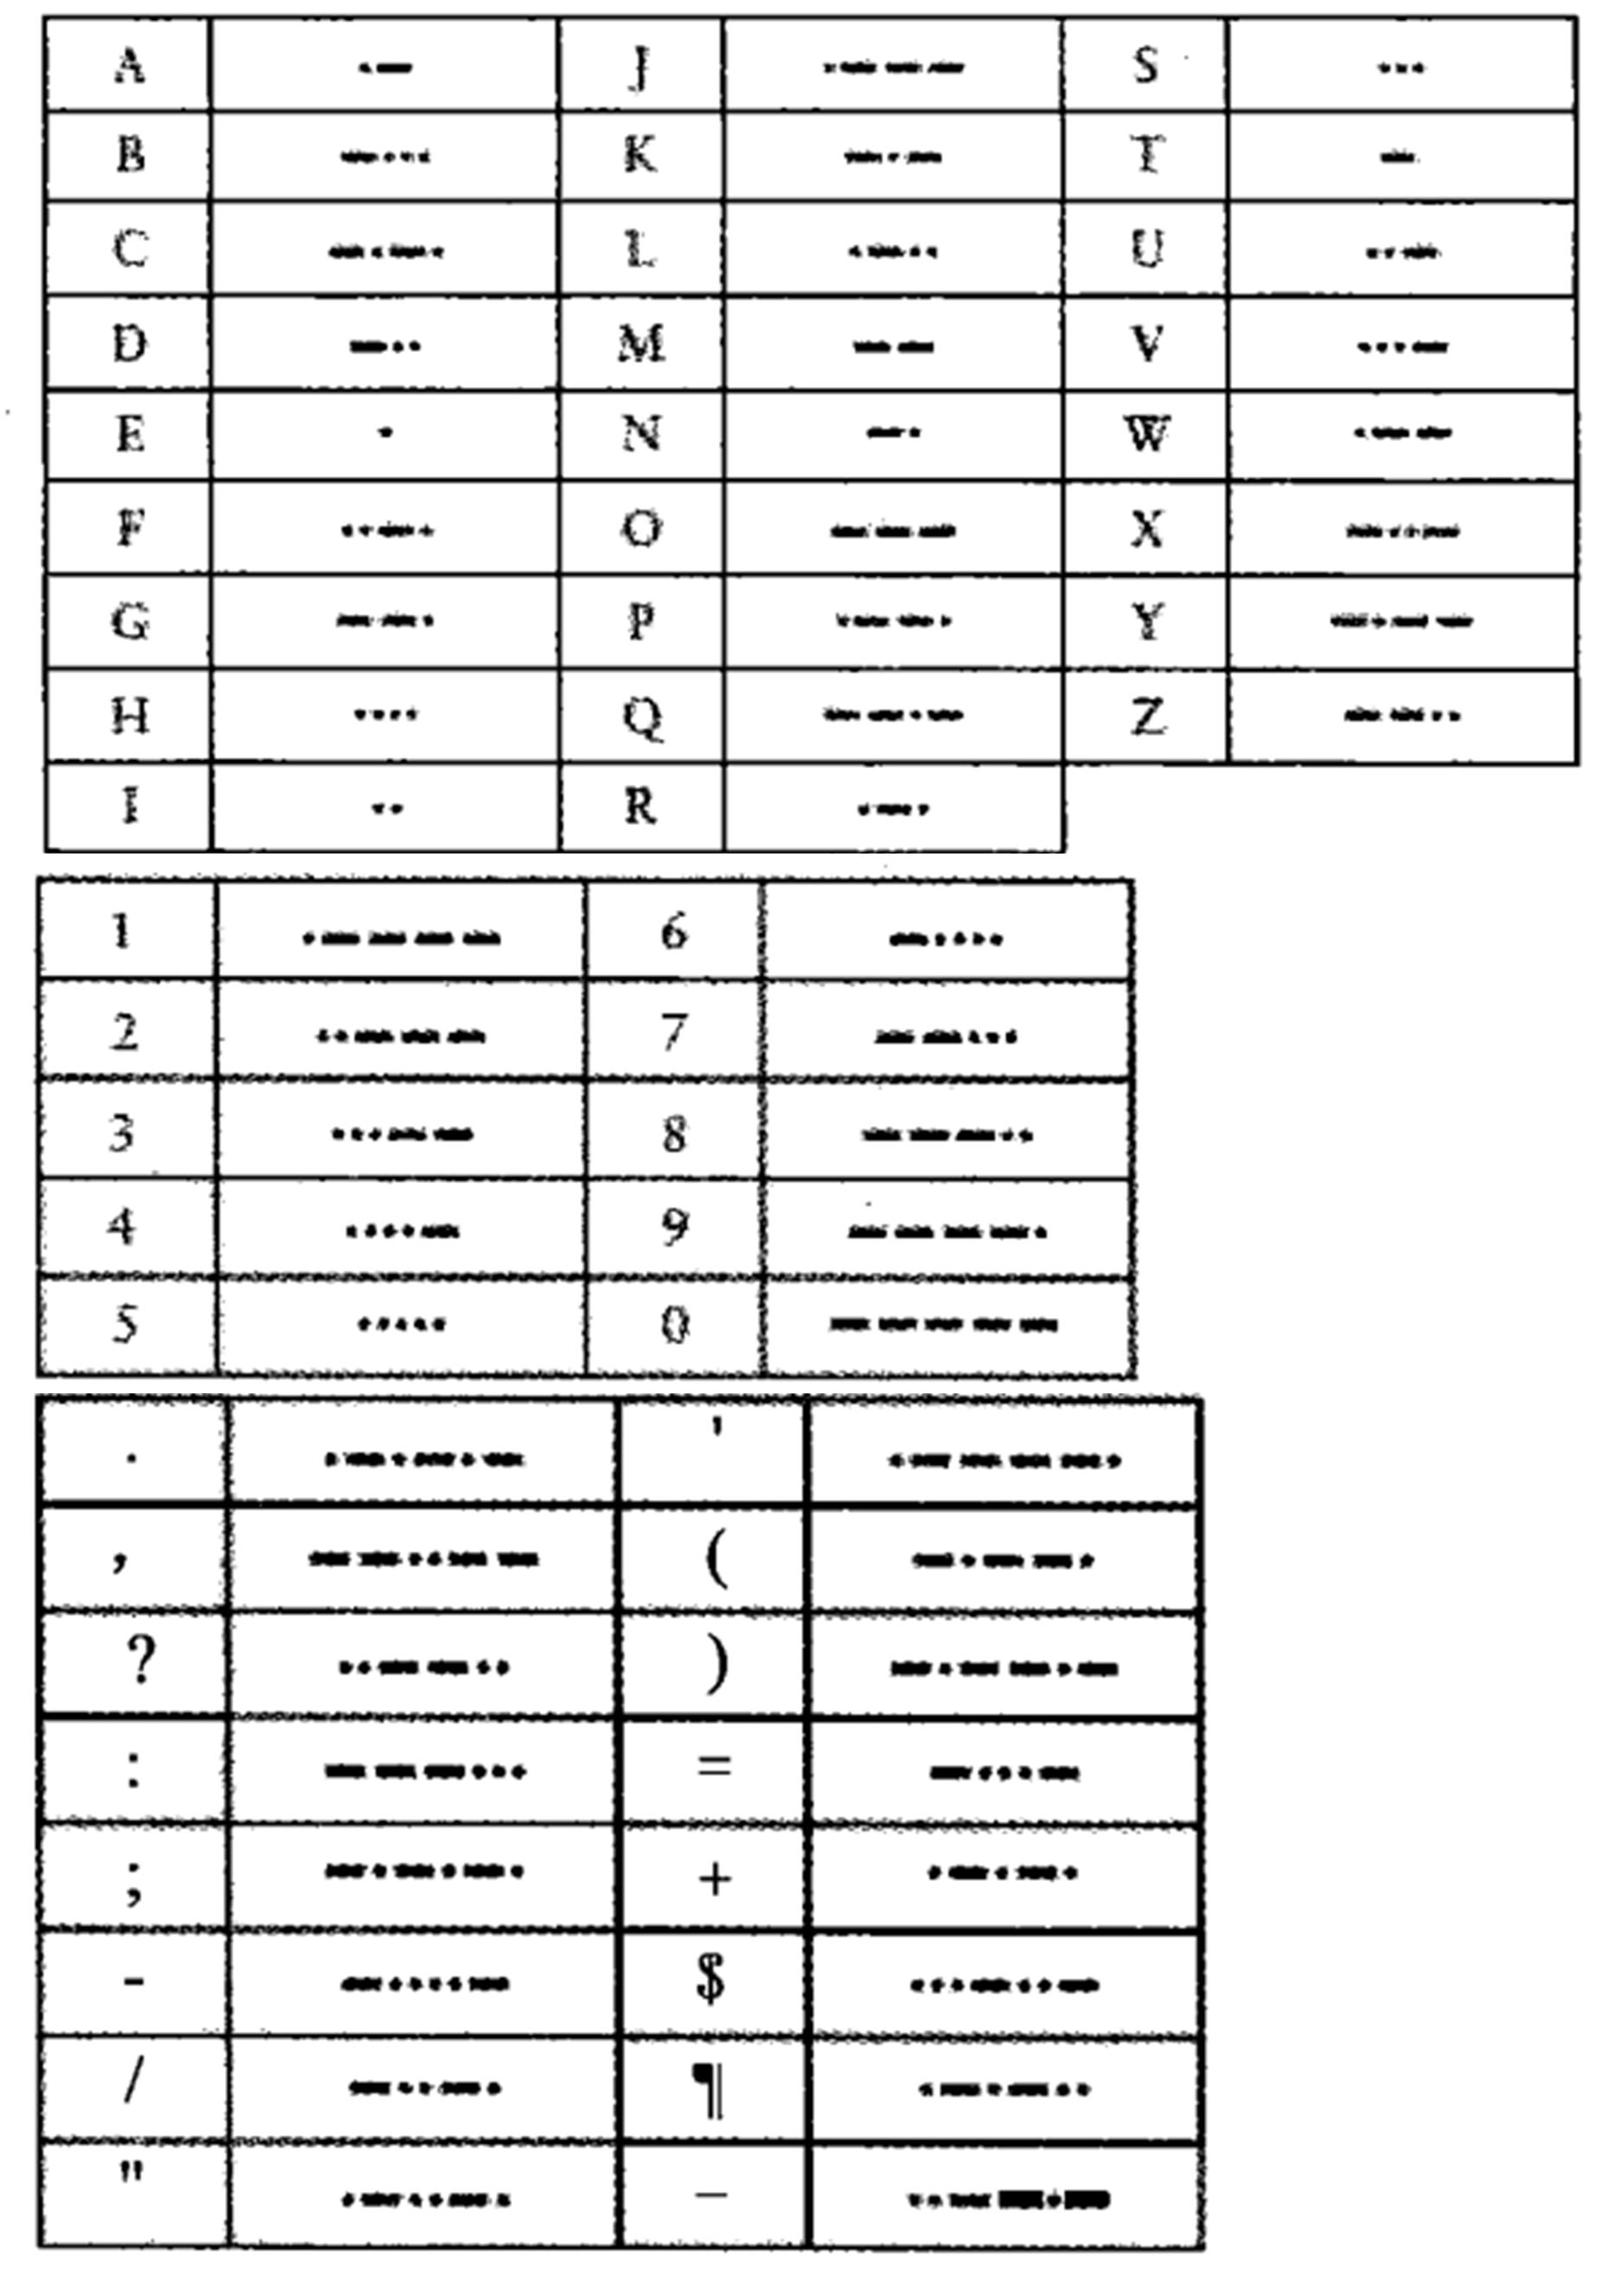 A ·− J ·−−− S ···
B −··· K −·− T −
C −·−· L ·−·· U ··−
D −·· M −− V ···−
E · N −· W ·−−
F ··−· O −−− X −··−
G −−· P ·−−· Y −·−−
H ···· Q −−·− Z −−··
I ·· R ·−·
1 ·−−−− 6 −····
2 ··−−− 7 −−···
3 ···−− 8 −−−··
4 ····− 9 −−−−·
5 ····· 0 −−−−−
. ·−·−·− ' ·−−−−·
, −−··−− ( −·−−·
? ··−−·· ) −·−−·−
: −−−··· = −···−
; −·−·−· + ·−·−·
- −····− $ ···−··−
/ −··−· ¶ ·−·−··
" ·−··−· – ··−−·−